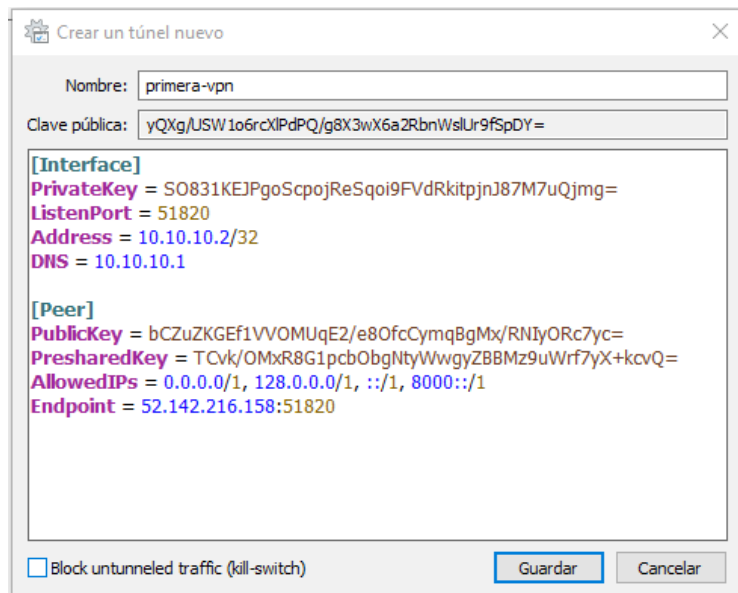 Crear un túnel nuevo
Nombre: primera-vpn
Clave pública: yQXg/USW1o6rcXlPdPQ/g8X3wX6a2RbnWslUr9fSpDY=
[Interface]
PrivateKey = SO831KEJPgoScpojReSqoi9FVdRkitpjnJ87M7uQjmg=
ListenPort = 51820
Address = 10.10.10.2/32
DNS = 10.10.10.1
[Peer]
PublicKey = bCZuZKGEf1VVOMUqE2/e8OfcCymqBgMx/RNIyORc7yc=
PresharedKey = TCvk/OMxR8G1pcbObgNtyWwgyZBBMz9uWrf7yX+kcvQ=
AllowedIPs = 0.0.0.0/1, 128.0.0.0/1, ::/1, 8000::/1
Endpoint = 52.142.216.158:51820
Block untunneled traffic (kill-switch)
Guardar Cancelar